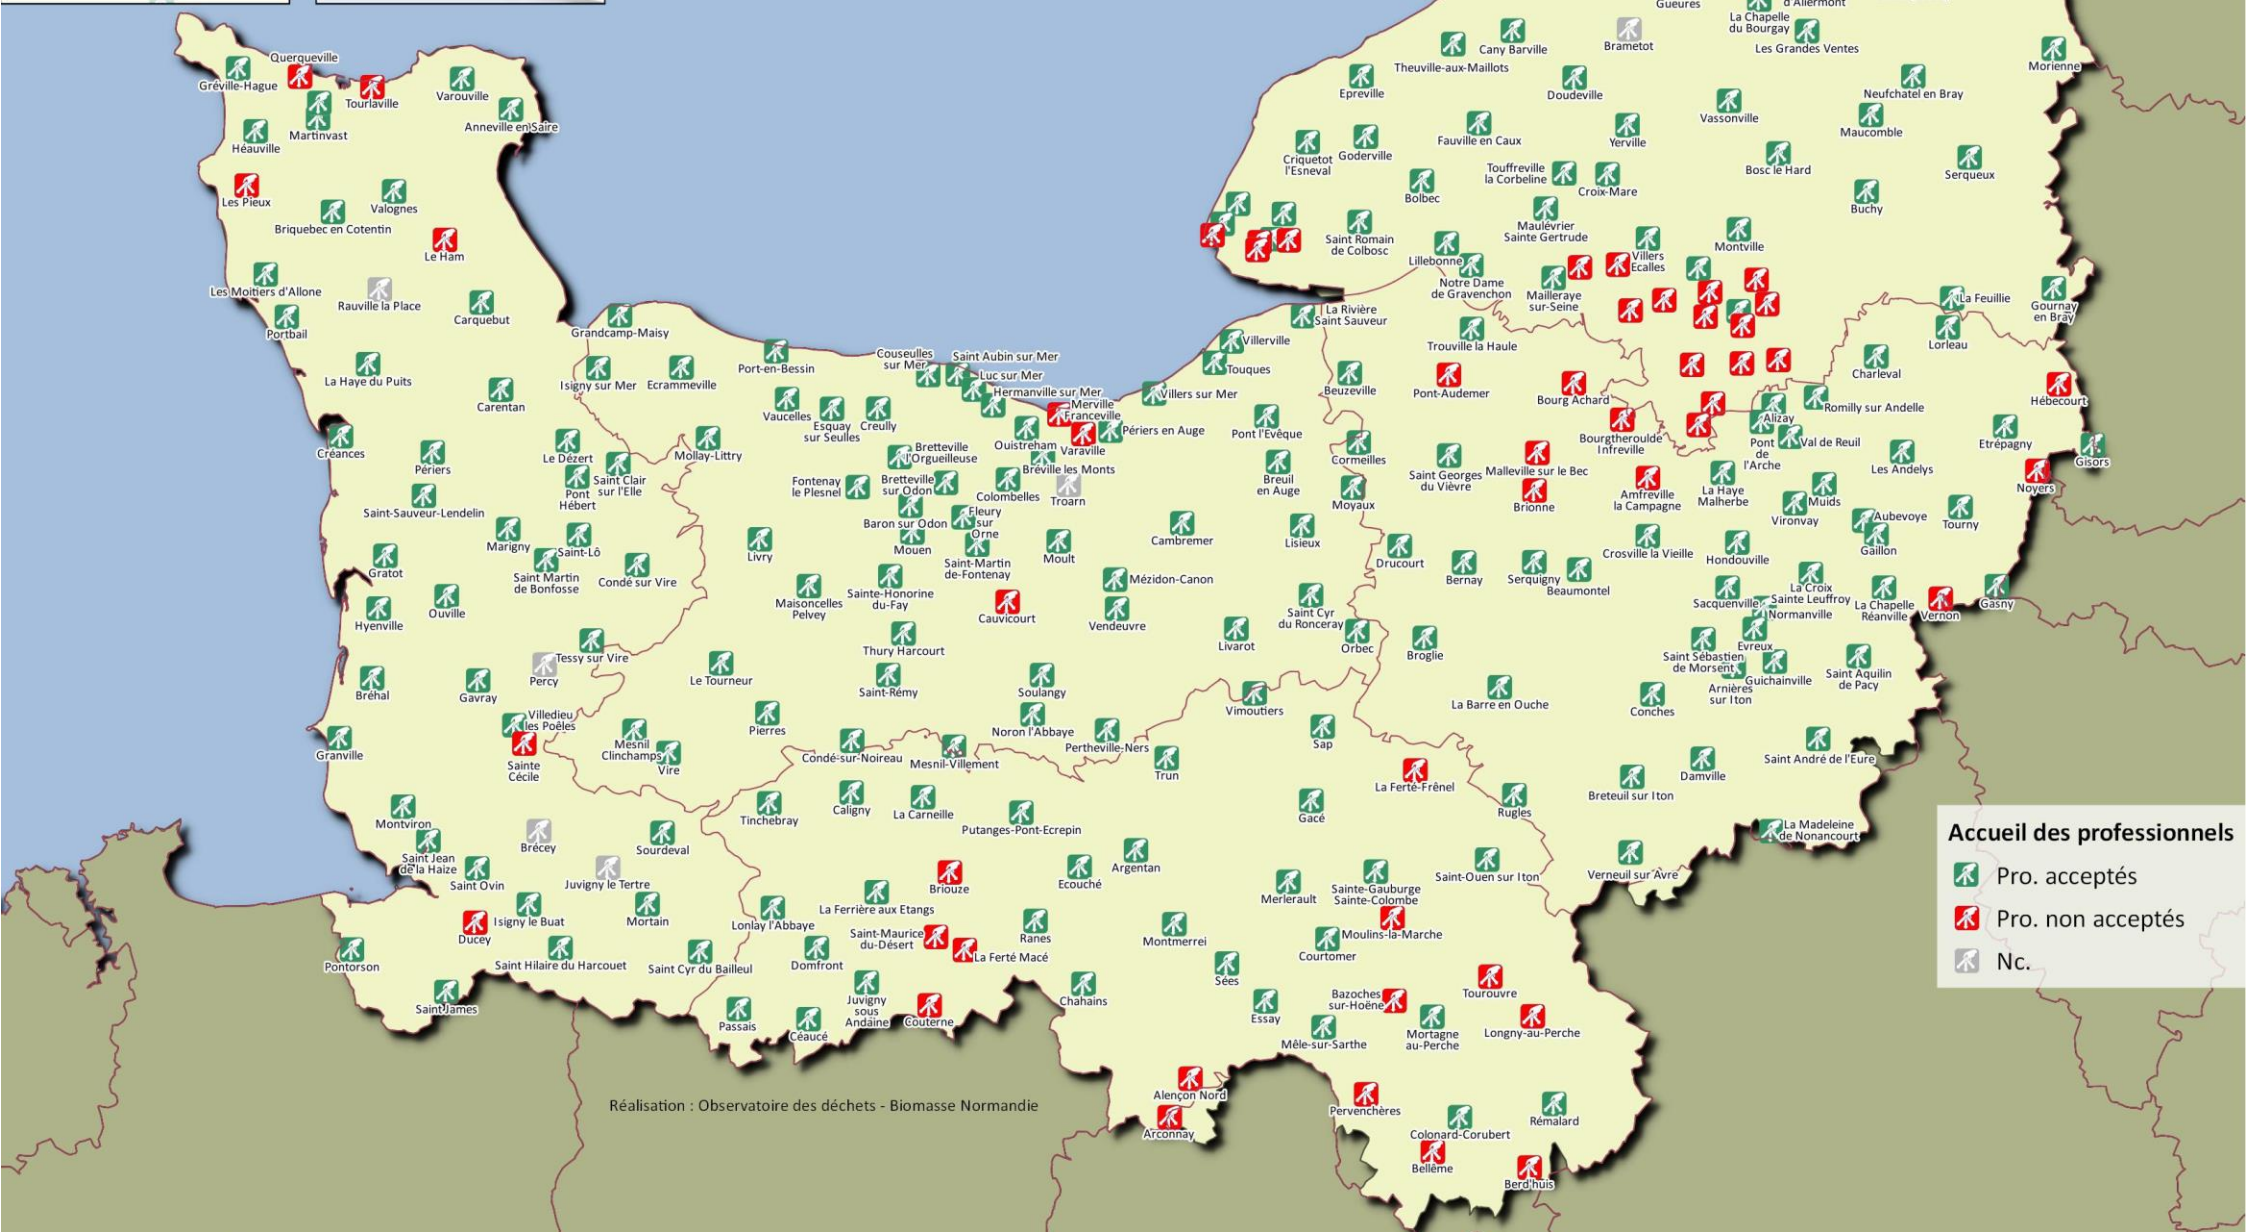 Gueures
d'Aliermont
La Chapelle
du Bourgay
Les Grandes Ventes
Cany Barville
Brametot
Theuville-aux-Maillots
Morienne
Querqueville
Gréville-Hague
Tourlaville
Varouville
Epreville
Doudeville
Neufchatel en Bray
Vassonville
Maucomble
Anneville en Saire
Martinvast
Héauville
Fauville en Caux
Yerville
Criquetot
l'Esneval
Goderville
Touffreville
la Corbeline
Croix-Mare
Bosc le Hard
Serqueux
Les Pieux
Valognes
Bolbec
Buchy
Briquebec en Cotentin
Le Ham
Maulévrier
Sainte Gertrude
Saint Romain
de Colbosc
Montville
Lillebonne
Villers
Ecalles
Les Moitiers d'Allone
Rauville la Place
Carquebut
Notre Dame
de Gravenchon
Mailleraye
sur-Seine
La Feuillie
Gournay
en Bray
Portbail
Grandcamp-Maisy
La Rivière
Saint Sauveur
Villerville
Trouville la Haule
Lorleau
La Haye du Puits
Isigny sur Mer
Ecrammeville
Port-en-Bessin
Couseulles
sur Mer
Saint Aubin sur Mer
Luc sur Mer
Hermanville sur Mer
Touques
Charleval
Carentan
Vaucelles
Esquay
sur Seulles
Creully
Merville
Franceville
Villers sur Mer
Beuzeville
Pont-Audemer
Bourg Achard
Romilly sur Andelle
Hébecourt
Créances
Périers
Le Dézert
Mollay-Littry
Bretteville
l'Orgueilleuse
Ouistreham
Varaville
Périers en Auge
Pont l'Evêque
Bourgtheroulde
Infreville
Alizay
Pont
de
l'Arche
Val de Reuil
Etrépagny
Gisors
Pont
Hébert
Saint Clair
sur l'Elle
Fontenay
le Plesnel
Bretteville
sur Odon
Colombelles
Bréville les Monts
Troarn
Breuil
en Auge
Cormeilles
Saint Georges
du Vièvre
Malleville sur le Bec
Les Andelys
Noyers
Saint-Sauveur-Lendelin
Moyaux
Brionne
Amfreville
la Campagne
La Haye
Malherbe
Muids
Vironvay
Marigny
Saint-Lô
Baron sur Odon
Fleury
sur
Orne
Mouen
Cambremer
Lisieux
Aubevoye
Tourny
Gaillon
Gratot
Saint Martin
de Bonfosse
Condé sur Vire
Livry
Saint-Martin
de-Fontenay
Moult
Drucourt
Bernay
Serquigny
Beaumontel
Crosville la Vieille
Hondouville
Hyenville
Ouville
Maisoncelles
Pelvey
Sainte-Honorine
du-Fay
Cauvicourt
Mézidon-Canon
Vendeuvre
Saint Cyr
du Ronceray
Sacquenville
La Croix
Sainte Leuffroy
Normanville
La Chapelle
Réanville
Vernon
Gasny
Tessy sur Vire
Percy
Thury Harcourt
Livarot
Orbec
Broglie
Evreux
Saint Sébastien
de Morsent
Guichainville
Saint Aquilin
de Pacy
Bréhal
Gavray
Le Tourneur
Saint-Rémy
Soulangy
Vimoutiers
La Barre en Ouche
Conches
Arnières
sur Iton
Granville
Villedieu
les Poêles
Sainte
Cécile
Mesnil
Clinchamps
Vire
Pierres
Condé-sur-Noireau
Mesnil-Villement
Noron l'Abbaye
Pertheville-Ners
Trun
Sap
La Ferté-Frênel
Breteuil sur Iton
Damville
Saint André de l'Eure
Montviron
Tinchebray
Caligny
La Carneille
Putanges-Pont-Ecrepin
Gacé
Rugles
La Madeleine
de Nonancourt
Saint Jean
de la Haize
Brécey
Sourdeval
Argentan
Accueil des professionnels
Pro. acceptés
Pro. non acceptés
Nc.
Saint Ovin
Juvigny le Tertre
Briouze
Ecouché
Merlerault
Sainte-Gauburge
Sainte-Colombe
Saint-Ouen sur Iton
Verneuil sur Avre
Ducey
Isigny le Buat
Mortain
Lonlay l'Abbaye
La Ferrière aux Etangs
Saint-Maurice
du-Désert
La Ferté Macé
Ranes
Montmerrei
Courtomer
Moulins-la-Marche
Pontorson
Saint Hilaire du Harcouet
Saint Cyr du Bailleul
Domfront
Sées
Saint James
Passais
Céaucé
Juvigny
sous
Andaine
Couterne
Chahains
Essay
Bazoches
sur-Hoëne
Tourouvre
Mêle-sur-Sarthe
Mortagne
au-Perche
Longny-au-Perche
Réalisation : Observatoire des déchets - Biomasse Normandie
Alençon Nord
Arconnay
Pervenchères
Colonard-Corubert
Rémalard
Bellême
Berd'huis